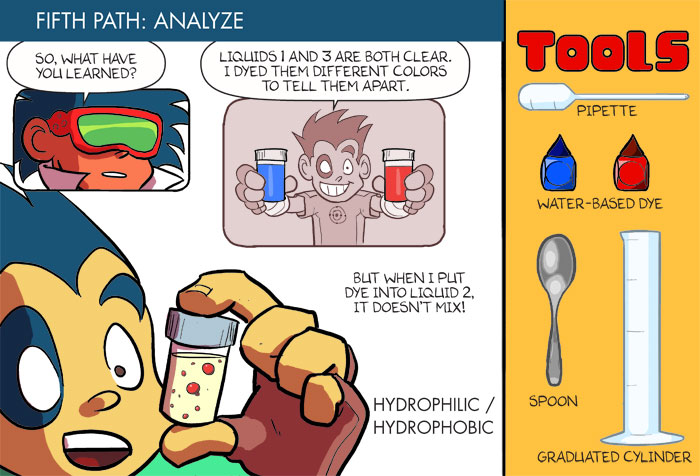 FIFTH PATH: ANALYZE
SO, WHAT HAVE
YOU LEARNED?
LIQUIDS 1 AND 3 ARE BOTH CLEAR.
I DYED THEM DIFFERENT COLORS
TO TELL THEM APART.
BUT WHEN I PUT
DYE INTO LIQUID 2,
IT DOESN'T MIX!
HYDROPHILIC /
HYDROPHOBIC
TOOLS
PIPETTE
WATER-BASED DYE
SPOON
GRADUATED CYLINDER